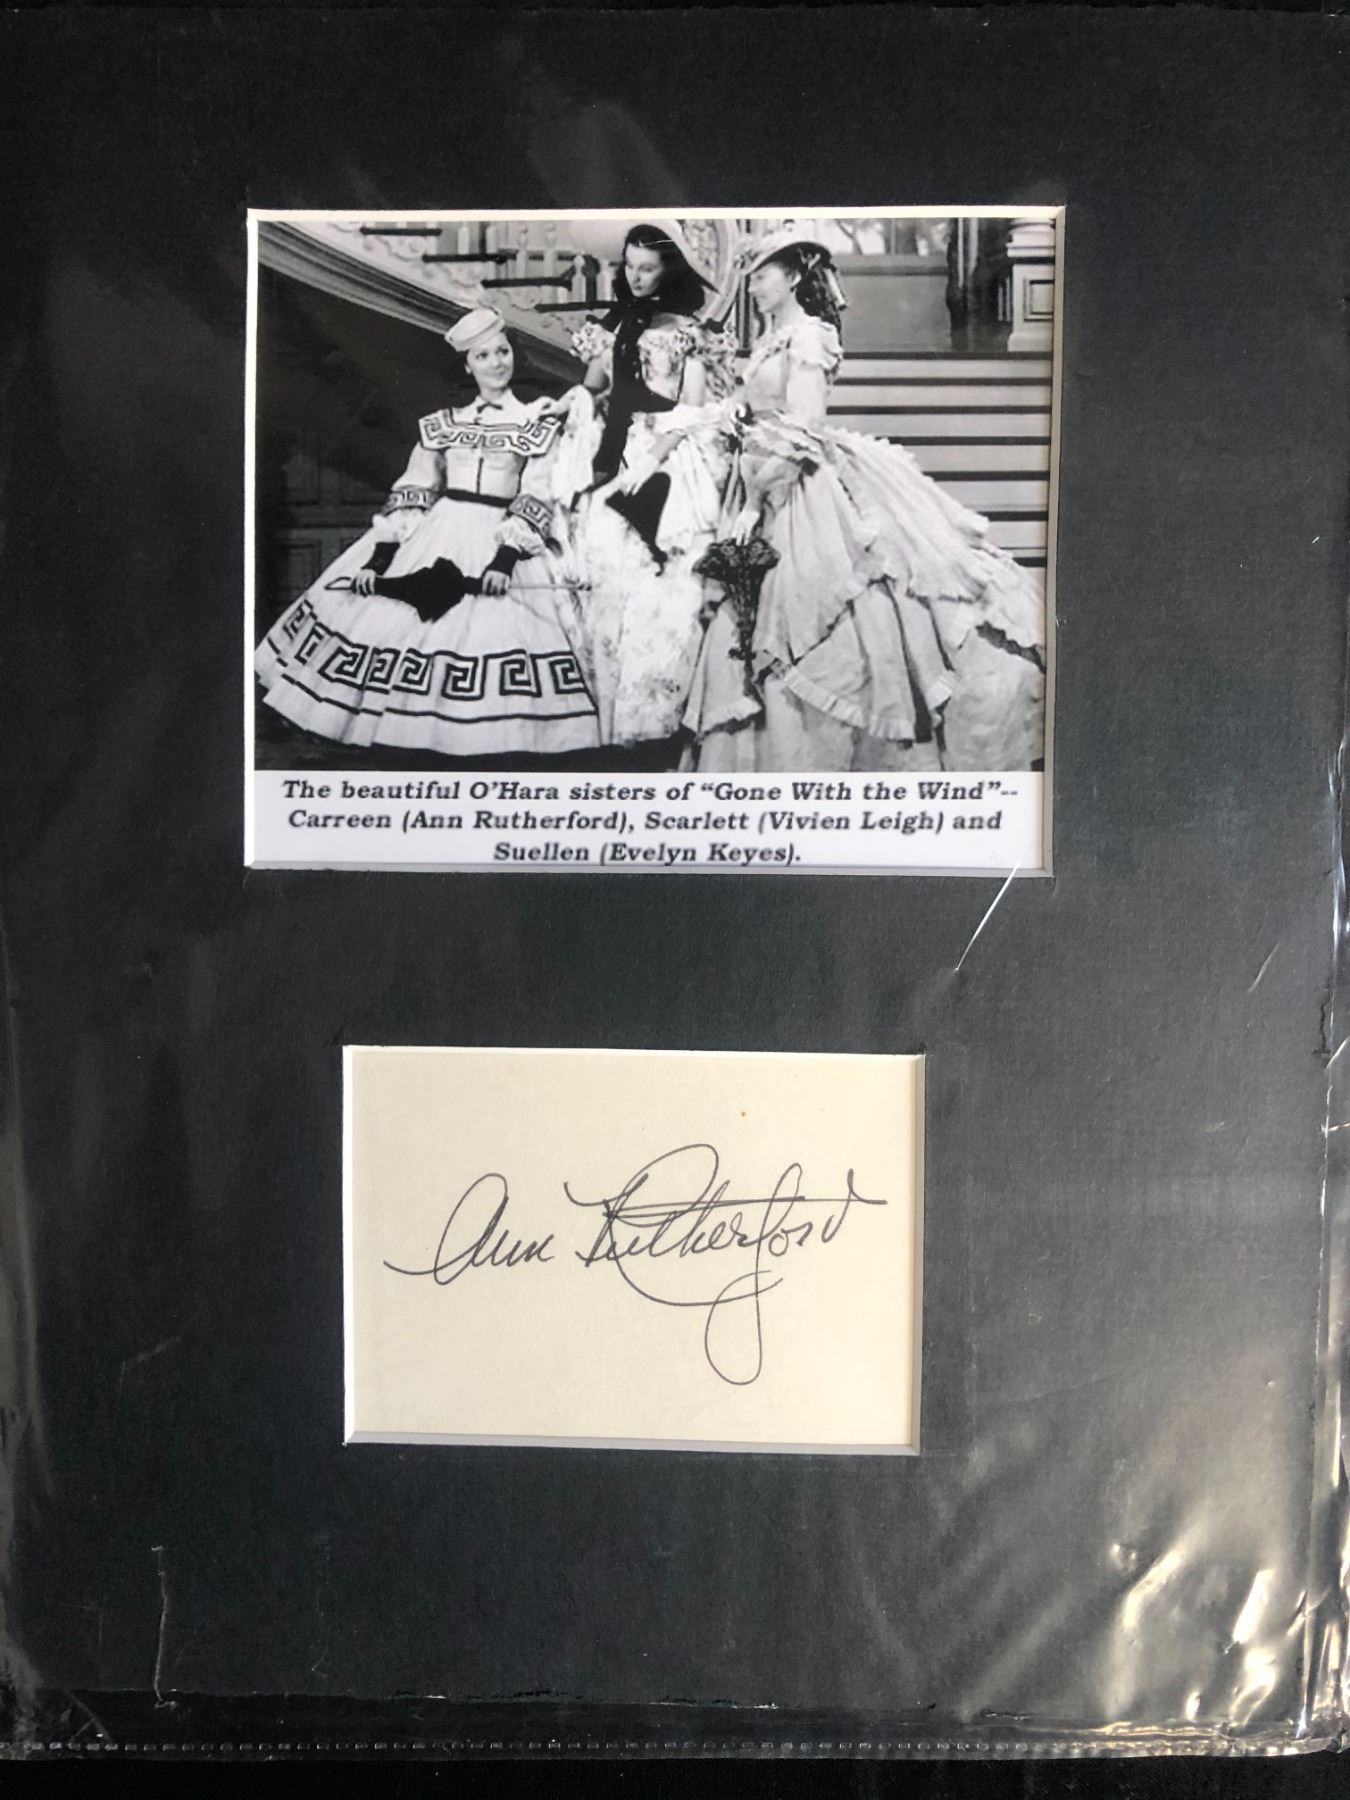 The beautiful O'Hara sisters of “Gone With the Wind”--
Carreen (Ann Rutherford), Scarlett (Vivien Leigh) and
Suellen (Evelyn Keyes).
Ann Rutherford